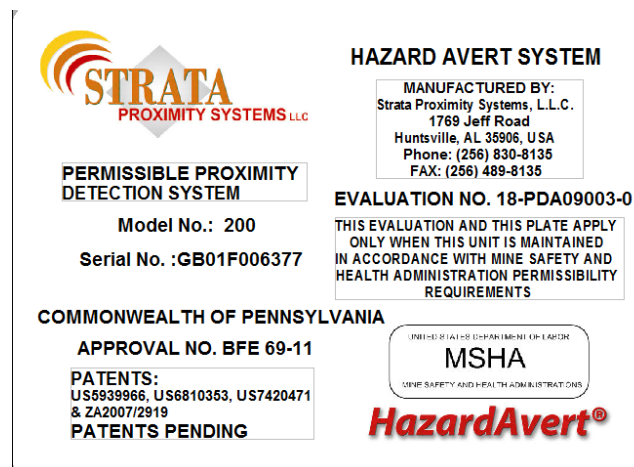 STRATA
PROXIMITY SYSTEMS LLC
PERMISSIBLE PROXIMITY
DETECTION SYSTEM
Model No.: 200
Serial No. :GB01F006377
COMMONWEALTH OF PENNSYLVANIA
APPROVAL NO. BFE 69-11
PATENTS:
US5939966, US6810353, US7420471
& ZA2007/2919
PATENTS PENDING
HAZARD AVERT SYSTEM
MANUFACTURED BY:
Strata Proximity Systems, L.L.C.
1769 Jeff Road
Huntsville, AL 35906, USA
Phone: (256) 830-8135
FAX: (256) 489-8135
EVALUATION NO. 18-PDA09003-0
THIS EVALUATION AND THIS PLATE APPLY
ONLY WHEN THIS UNIT IS MAINTAINED
IN ACCORDANCE WITH MINE SAFETY AND
HEALTH ADMINISTRATION PERMISSIBILITY
REQUIREMENTS
UNITED STATES DEPARTMENT OF LABOR
MSHA
MINE SAFETY AND HEALTH ADMINISTRATIONS
HazardAvert®